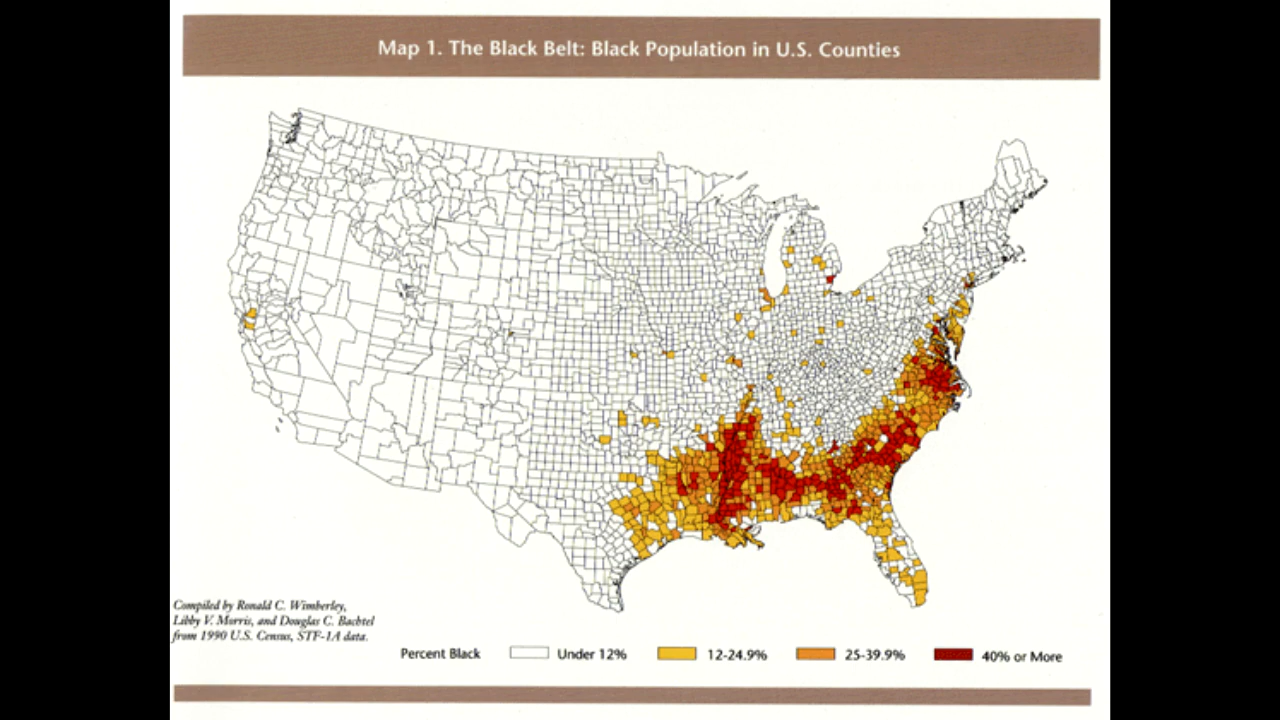 Map 1. The Black Belt: Black Population in U.S. Counties
Compiled by Ronald C. Wimberley,
Libby V. Morris, and Douglas C. Bachtel
from 1990 U.S. Census, STF-1A data.
Percent Black Under 12% 12-24.9% 25-39.9% 40% or More